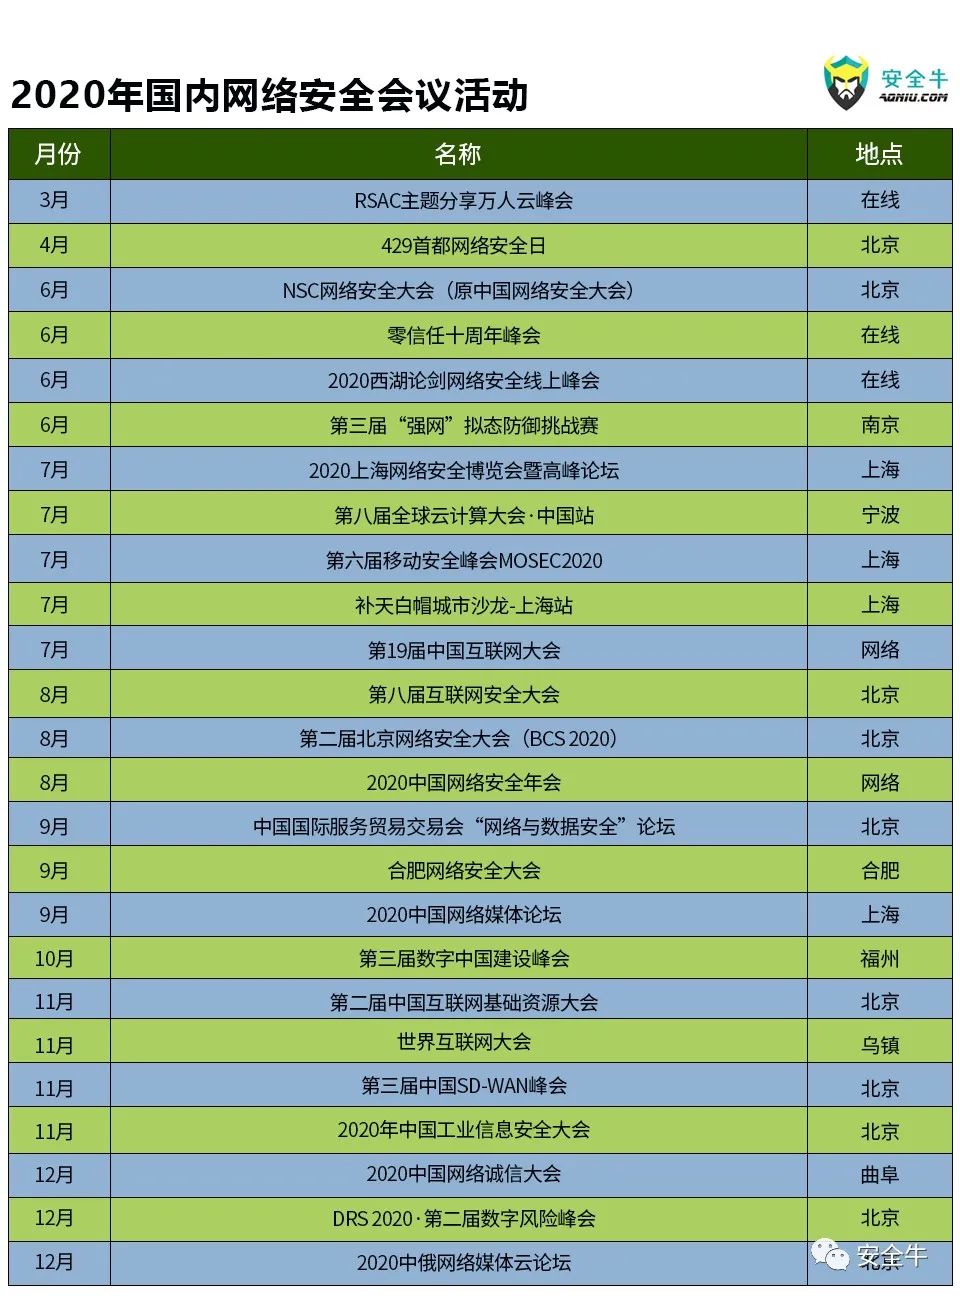 2020年国内网络安全会议活动
安全牛
AQNIU.COM
月份 名称 地点
3月 RSAC主题分享万人云峰会 在线
4月 429首都网络安全日 北京
6月 NSC网络安全大会（原中国网络安全大会） 北京
6月 零信任十周年峰会 在线
6月 2020西湖论剑网络安全线上峰会 在线
6月 第三届“强网”拟态防御挑战赛 南京
7月 2020上海网络安全博览会暨高峰论坛 上海
7月 第八届全球云计算大会·中国站 宁波
7月 第六届移动安全峰会MOSEC2020 上海
7月 补天白帽城市沙龙-上海站 上海
7月 第19届中国互联网大会 网络
8月 第八届互联网安全大会 北京
8月 第二届北京网络安全大会（BCS 2020） 北京
8月 2020中国网络安全年会 网络
9月 中国国际服务贸易交易会“网络与数据安全”论坛 北京
9月 合肥网络安全大会 合肥
9月 2020中国网络媒体论坛 上海
10月 第三届数字中国建设峰会 福州
11月 第二届中国互联网基础资源大会 北京
11月 世界互联网大会 乌镇
11月 第三届中国SD-WAN峰会 北京
11月 2020年中国工业信息安全大会 北京
12月 2020中国网络诚信大会 曲阜
12月 DRS 2020·第二届数字风险峰会 北京
12月 2020中俄网络媒体云论坛 北京
安全牛